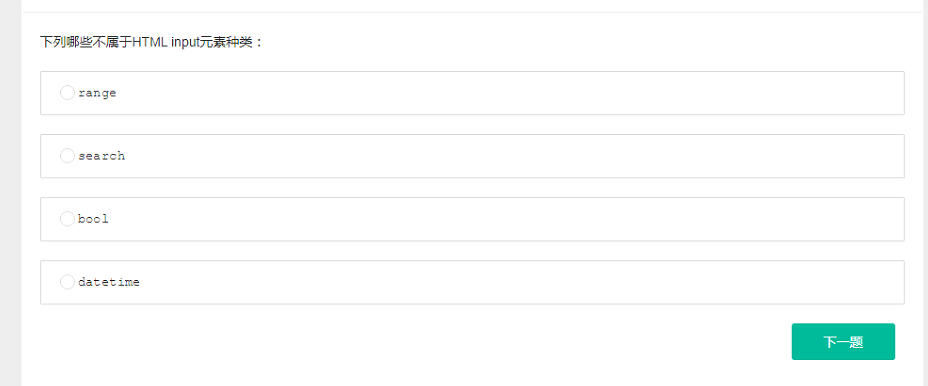 下列哪些不属于HTML input元素种类：
range
search
bool
datetime
下一题